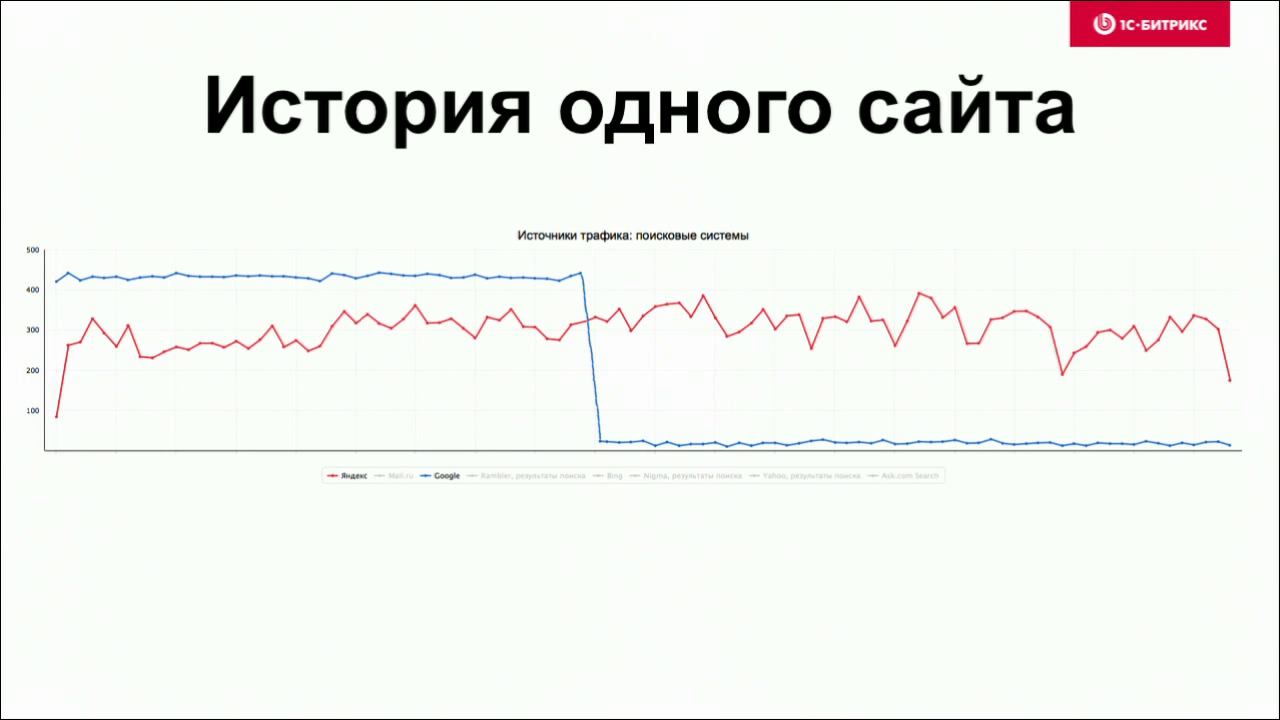 1С-БИТРИКС
История одного сайта
Источники трафика: поисковые системы
500
400
300
200
100
Яндекс Mail.ru Google Rambler, результаты поиска Bing Nigma, результаты поиска Yahoo, результаты поиска Ask.com Search